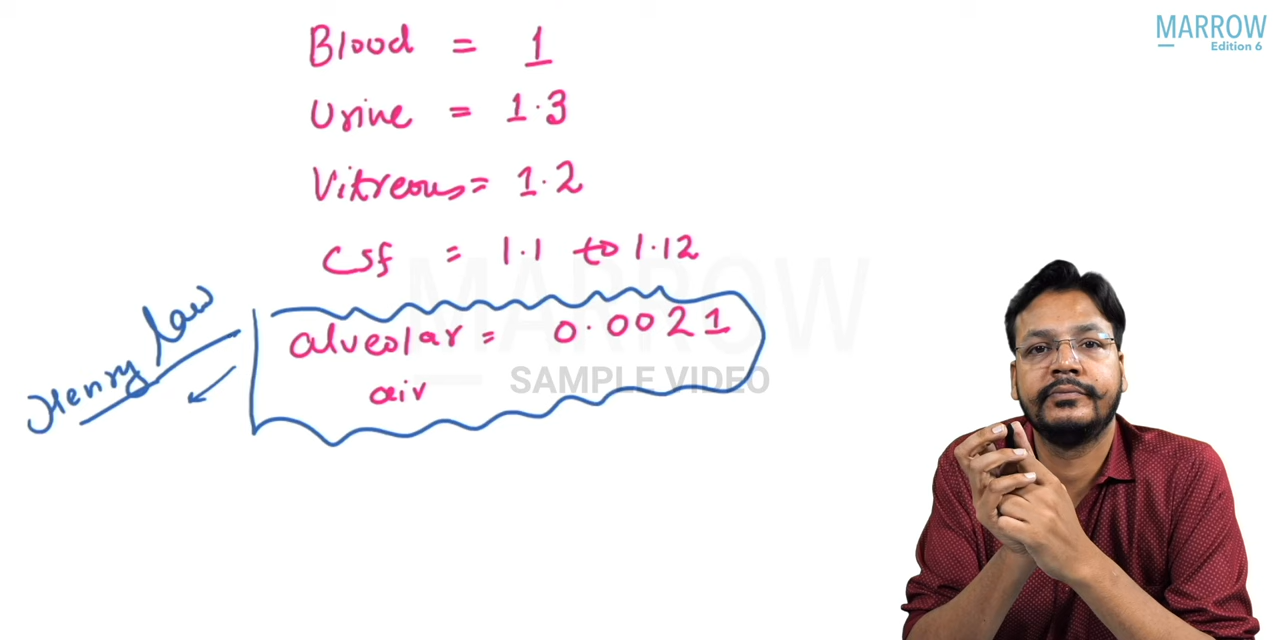 MARROW
Edition 6
Blood = 1
Urine = 1.3
Vitreous = 1.2
Csf = 1.1 to 1.12
Henry law
alveolar = 0.0021
air
MARROW
SAMPLE VIDEO